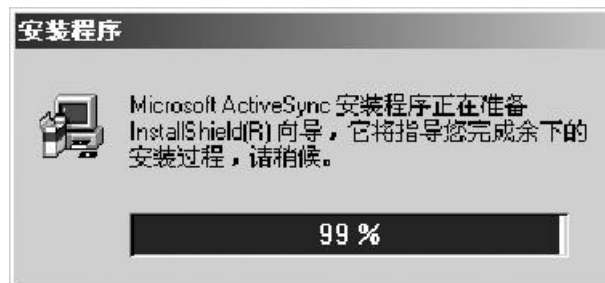 安装程序
Microsoft ActiveSync 安装程序正在准备
InstallShield(R) 向导，它将指导您完成余下的
安装过程，请稍候。
99 %